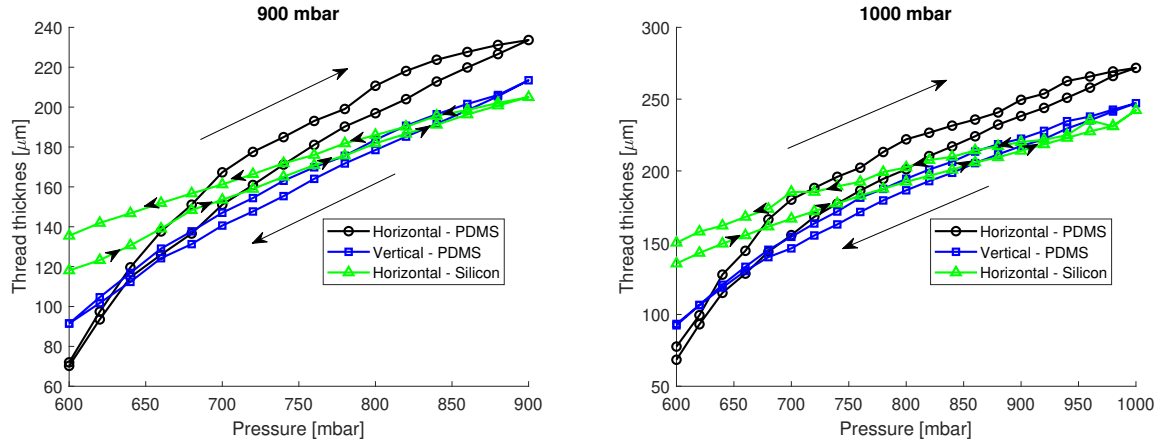 900 mbar
Thread thicknes [μm]
240
220
200
180
160
140
120
100
80
60
Horizontal - PDMS
Vertical - PDMS
Horizontal - Silicon
600 650 700 750 800 850 900
Pressure [mbar]
1000 mbar
Thread thicknes [μm]
300
250
200
150
100
50
Horizontal - PDMS
Vertical - PDMS
Horizontal - Silicon
600 650 700 750 800 850 900 950 1000
Pressure [mbar]